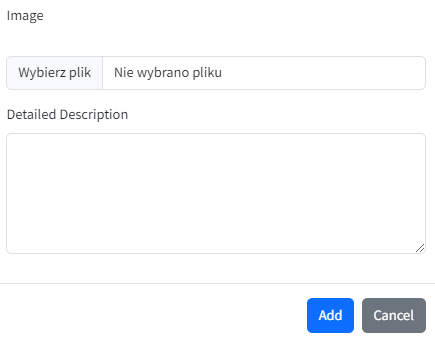 Image
Wybierz plik Nie wybrano pliku
Detailed Description
Add Cancel